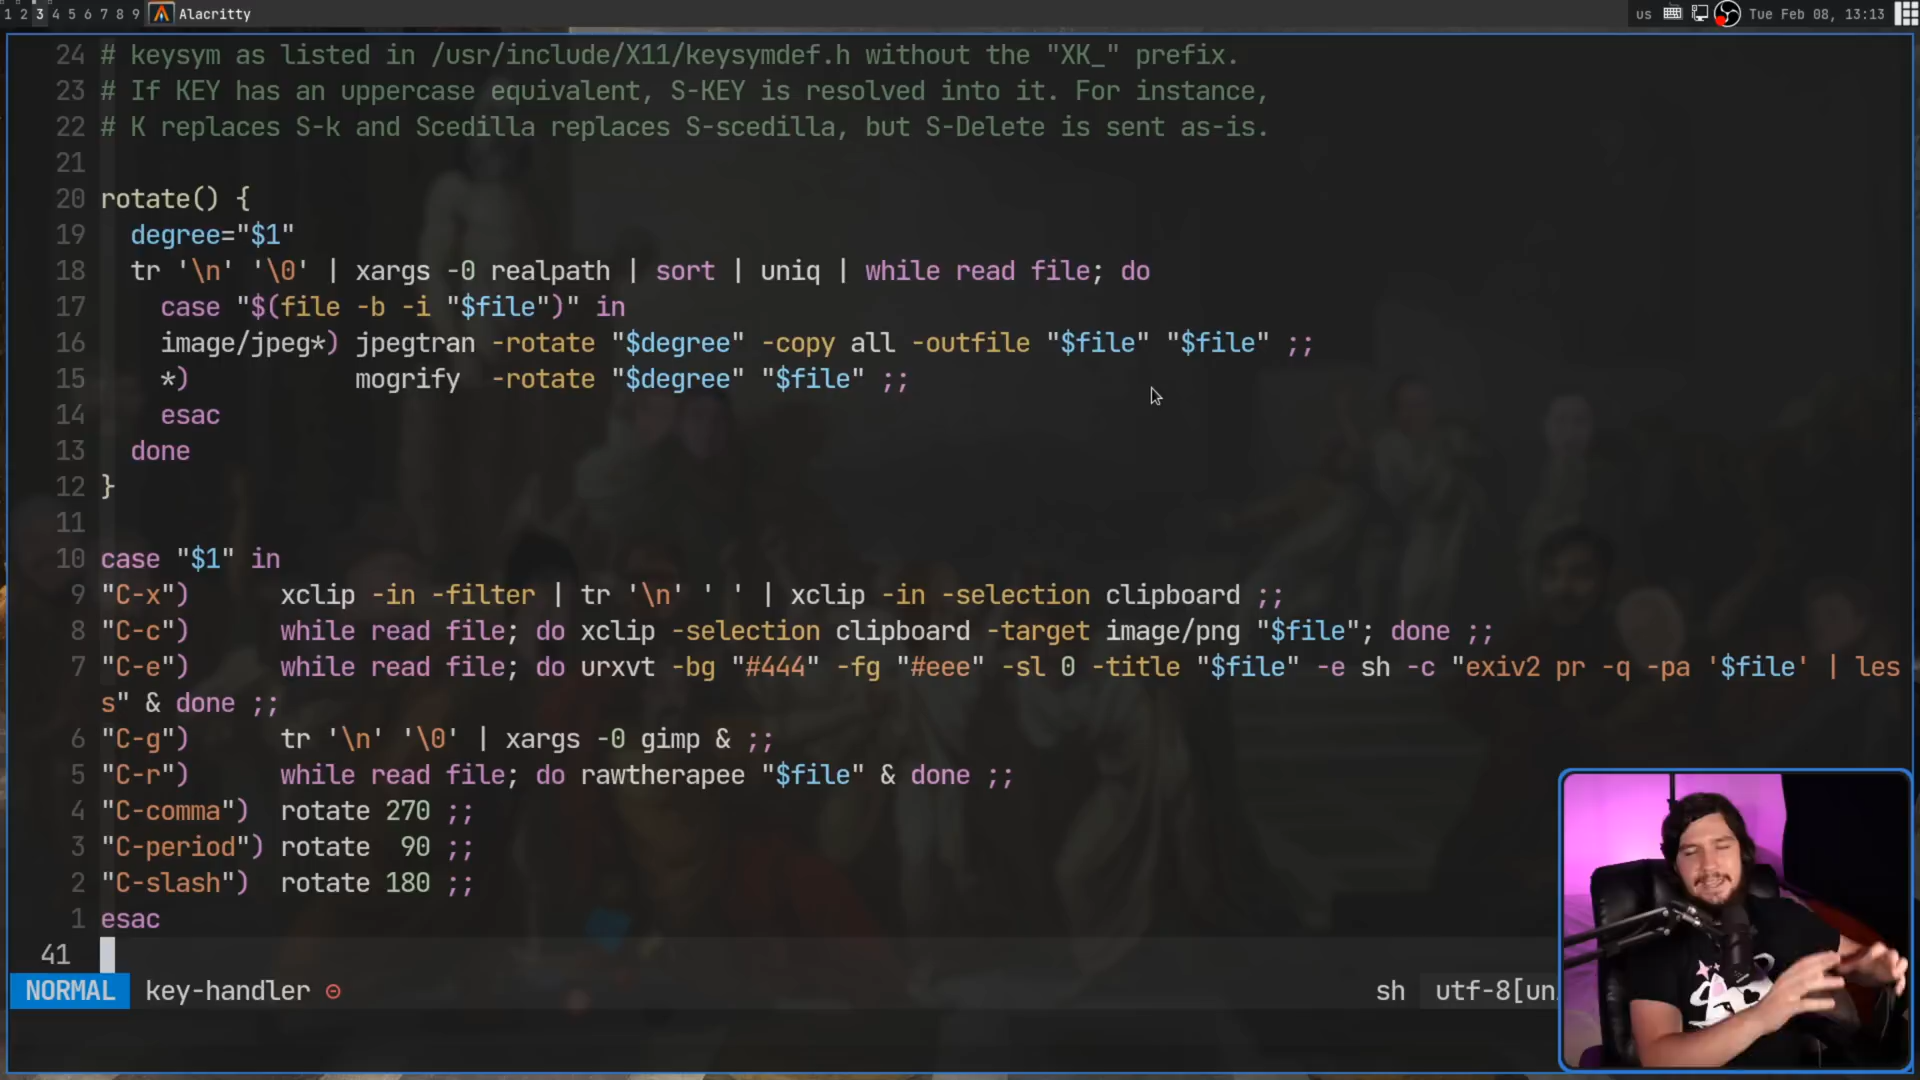 1 2 3 4 5 6 7 8 9 Alacritty us Tue Feb 08, 13:13
24 # keysym as listed in /usr/include/X11/keysymdef.h without the "XK_" prefix.
23 # If KEY has an uppercase equivalent, S-KEY is resolved into it. For instance,
22 # K replaces S-k and Scedilla replaces S-scedilla, but S-Delete is sent as-is.
21
20 rotate() {
19   degree="$1"
18   tr '\n' '\0' | xargs -0 realpath | sort | uniq | while read file; do
17     case "$(file -b -i "$file")" in
16     image/jpeg*) jpegtran -rotate "$degree" -copy all -outfile "$file" "$file" ;;
15     *)           mogrify  -rotate "$degree" "$file" ;;
14     esac
13   done
12 }
11
10 case "$1" in
9 "C-x")      xclip -in -filter | tr '\n' ' ' | xclip -in -selection clipboard ;;
8 "C-c")      while read file; do xclip -selection clipboard -target image/png "$file"; done ;;
7 "C-e")      while read file; do urxvt -bg "#444" -fg "#eee" -sl 0 -title "$file" -e sh -c "exiv2 pr -q -pa '$file' | les
s" & done ;;
6 "C-g")      tr '\n' '\0' | xargs -0 gimp & ;;
5 "C-r")      while read file; do rawtherapee "$file" & done ;;
4 "C-comma")  rotate 270 ;;
3 "C-period") rotate  90 ;;
2 "C-slash")  rotate 180 ;;
1 esac
41
NORMAL key-handler sh utf-8[un